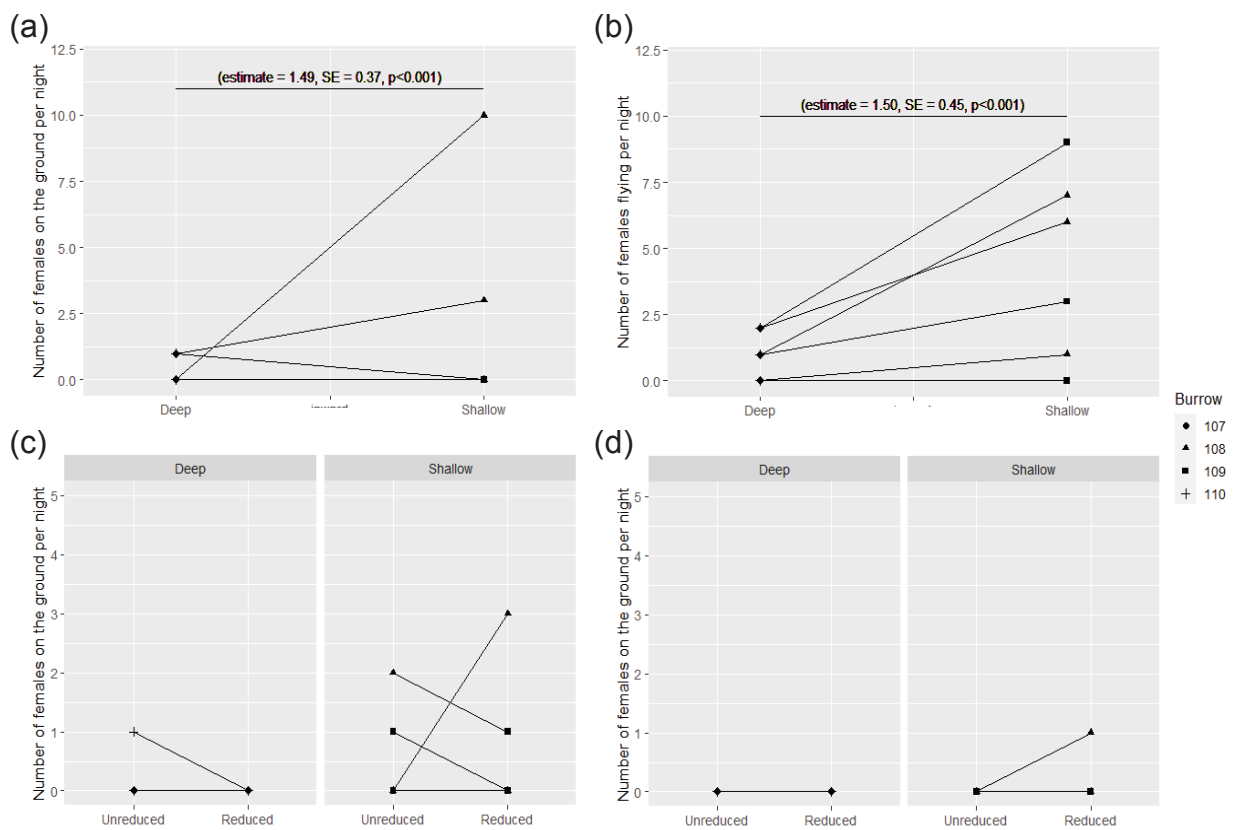 (a)
Number of females on the ground per night
12.5
10.0
7.5
5.0
2.5
0.0
(estimate = 1.49, SE = 0.37, p<0.001)
Deep
Shallow
(b)
Number of females flying per night
12.5
10.0
7.5
5.0
2.5
0.0
(estimate = 1.50, SE = 0.45, p<0.001)
Deep
Shallow
Burrow
107
108
109
110
(c)
Number of females on the ground per night
5
4
3
2
1
0
Deep
Shallow
Unreduced
Reduced
Unreduced
Reduced
(d)
Number of females on the ground per night
5
4
3
2
1
0
Deep
Shallow
Unreduced
Reduced
Unreduced
Reduced